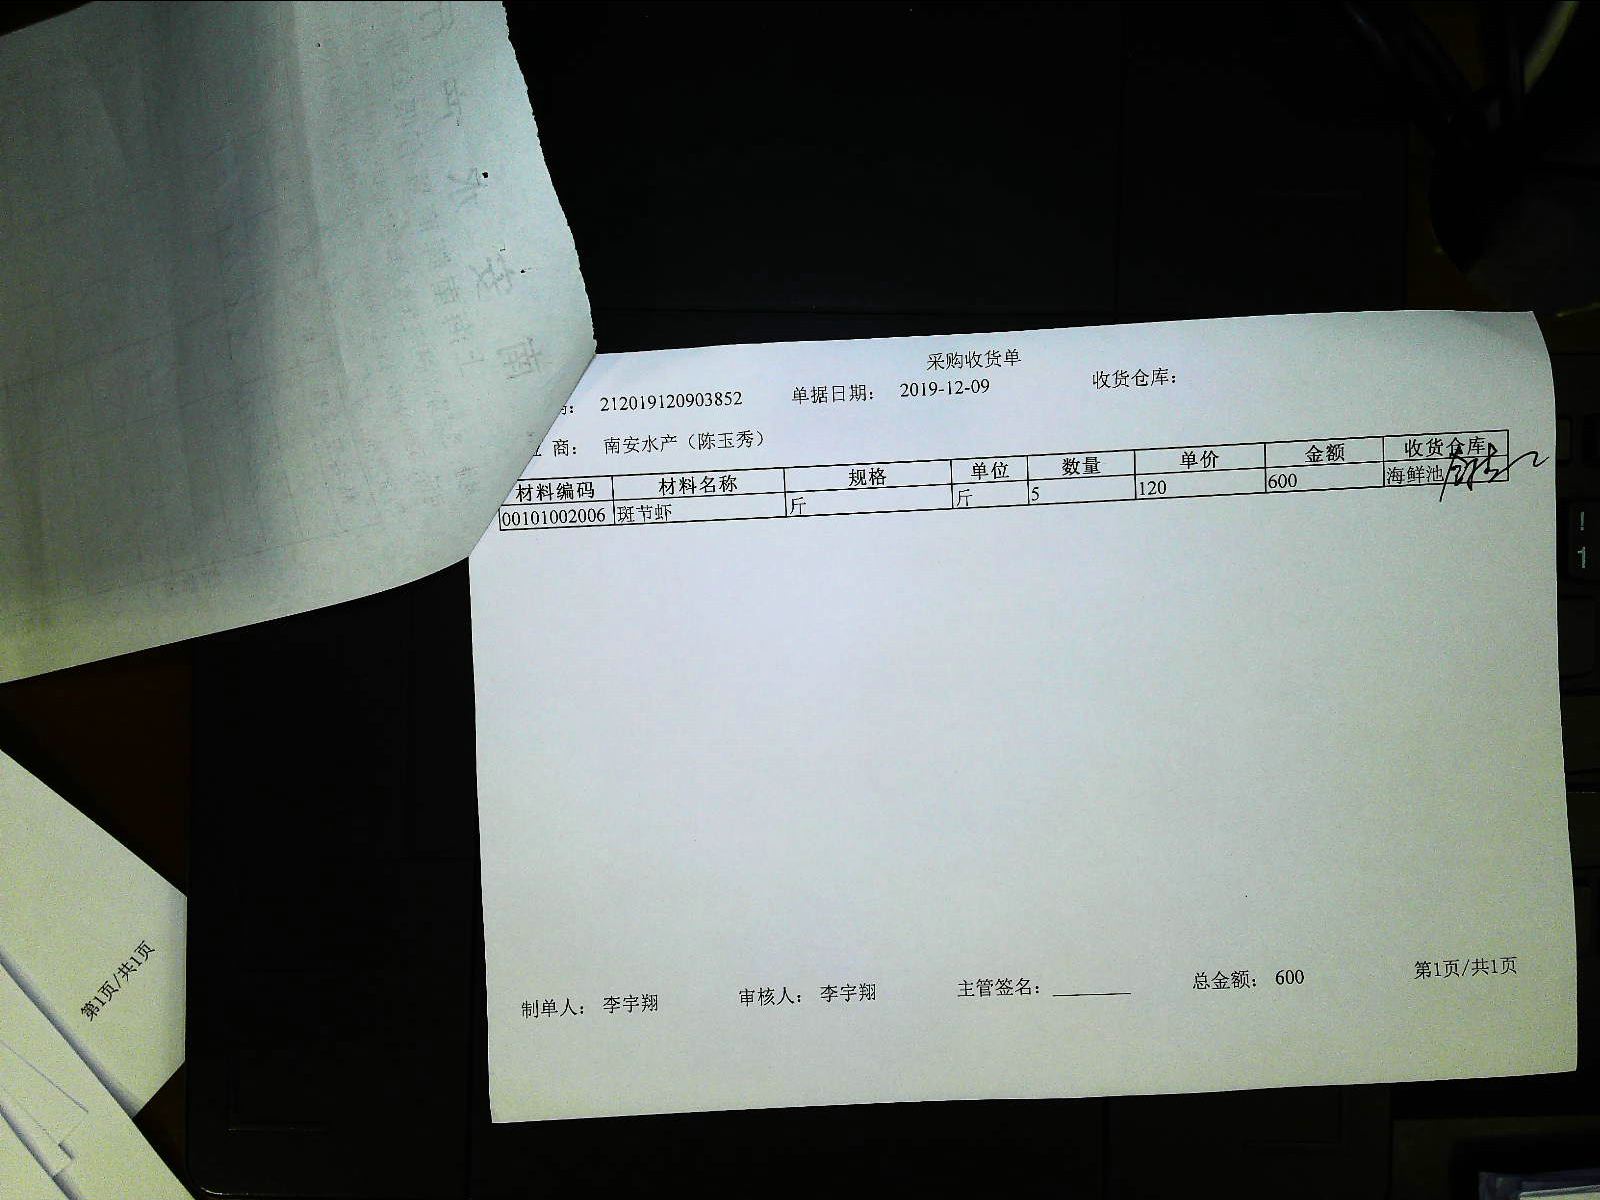 采购收货单
212019120903852 单据日期： 2019-12-09 收货仓库：
商： 南安水产（陈玉秀）
材料编码 材料名称 规格 单位 数量 单价 金额 收货仓库
00101002006 斑节虾 斤 斤 5 120 600 海鲜池
制单人： 李宇翔 审核人： 李宇翔 主管签名： 总金额： 600 第1页/共1页
第1页/共1页